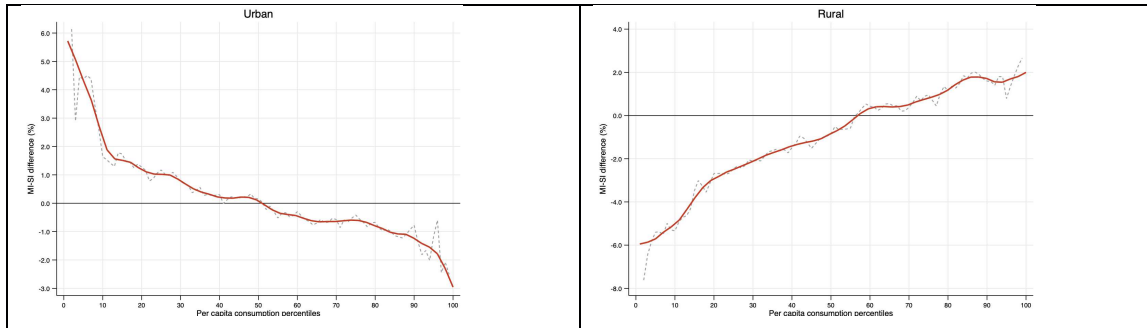 Urban
6.0
5.0
4.0
3.0
2.0
1.0
0.0
-1.0
-2.0
-3.0
MI-SI difference (%)
0 10 20 30 40 50 60 70 80 90 100
Per capita consumption percentiles
Rural
4.0
2.0
0.0
-2.0
-4.0
-6.0
-8.0
MI-SI difference (%)
0 10 20 30 40 50 60 70 80 90 100
Per capita consumption percentiles